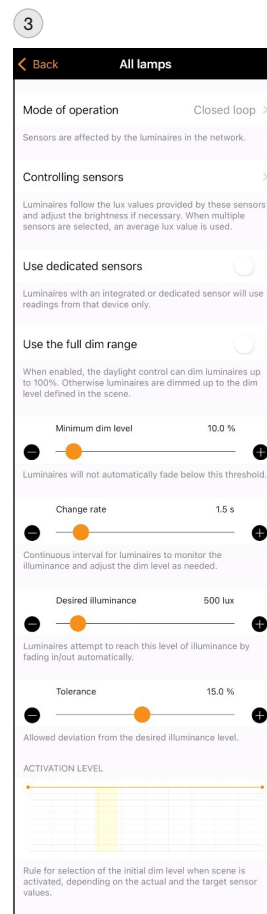 3
Back All lamps
Mode of operation Closed loop
Sensors are affected by the luminaires in the network.
Controlling sensors
Luminaires follow the lux values provided by these sensors
and adjust the brightness if necessary. When multiple
sensors are selected, an average lux value is used.
Use dedicated sensors
Luminaires with an integrated or dedicated sensor will use
readings from that device only.
Use the full dim range
When enabled, the daylight control can dim luminaires up
to 100%. Otherwise luminaires are dimmed up to the dim
level defined in the scene.
Minimum dim level 10.0 %
Luminaires will not automatically fade below this threshold.
Change rate 1.5 s
Continuous interval for luminaires to monitor the
illuminance and adjust the dim level as needed.
Desired illuminance 500 lux
Luminaires attempt to reach this level of illuminance by
fading in/out automatically.
Tolerance 15.0 %
Allowed deviation from the desired illuminance level.
ACTIVATION LEVEL
Rule for selection of the initial dim level when scene is
activated, depending on the actual and the target sensor
values.